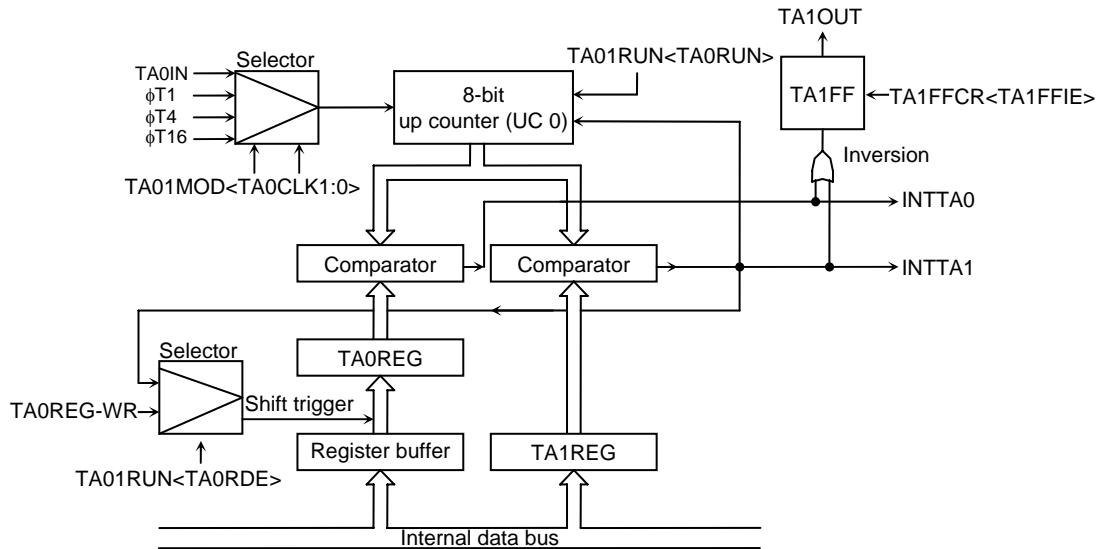 TA1OUT
Selector
TA01RUN<TA0RUN>
TA0IN
ϕT1
ϕT4
ϕT16
8-bit
up counter (UC 0)
TA1FF
TA1FFCR<TA1FFIE>
Inversion
TA01MOD<TA0CLK1:0>
INTTA0
Comparator
Comparator
INTTA1
Selector
TA0REG
TA0REG-WR
Shift trigger
Register buffer
TA1REG
TA01RUN<TA0RDE>
Internal data bus